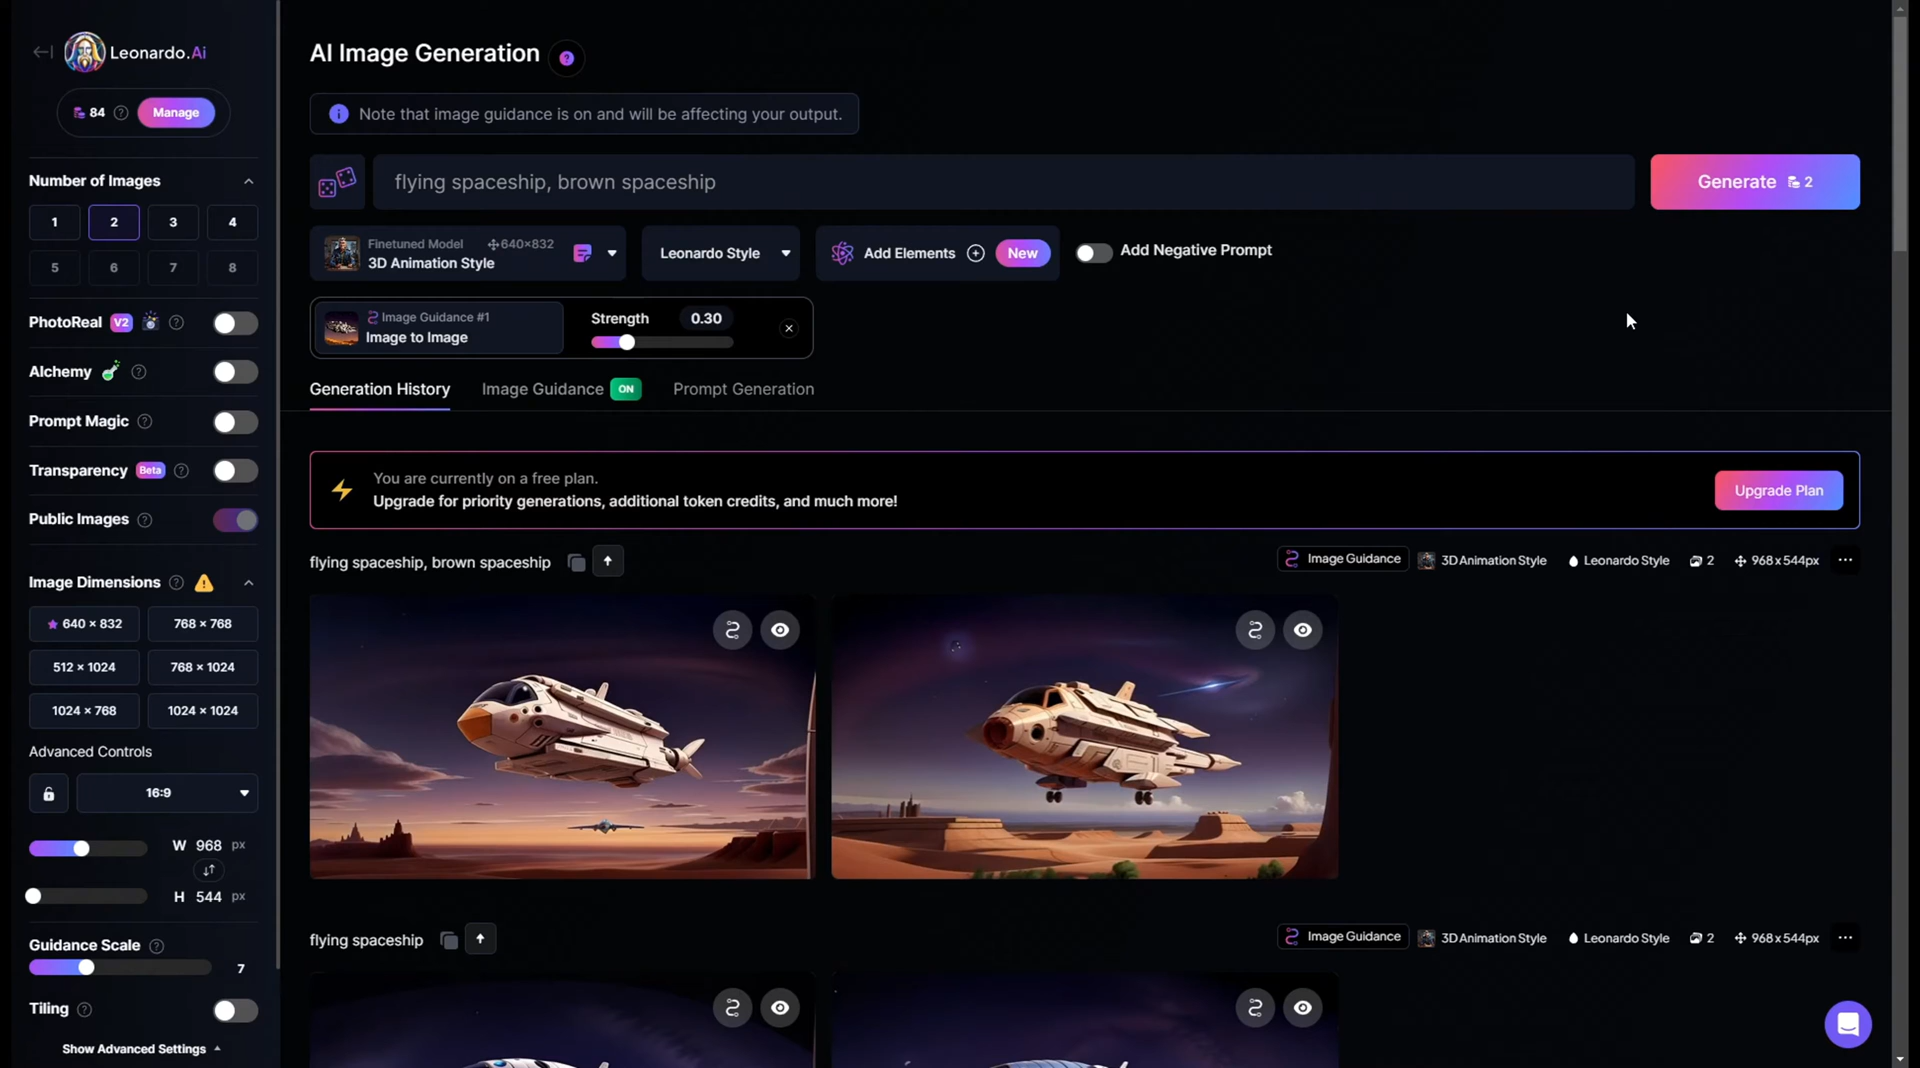 Leonardo.Ai
84
Manage
Number of Images
1 2 3 4
5 6 7 8
PhotoReal V2
Alchemy
Prompt Magic
Transparency Beta
Public Images
Image Dimensions
640 × 832 768 × 768
512 × 1024 768 × 1024
1024 × 768 1024 × 1024
Advanced Controls
16:9
W 968 px
H 544 px
Guidance Scale
7
Tiling
Show Advanced Settings
AI Image Generation ?
Note that image guidance is on and will be affecting your output.
flying spaceship, brown spaceship
Generate 2
Finetuned Model 640×832
3D Animation Style
Leonardo Style
Add Elements New
Add Negative Prompt
Image Guidance #1
Image to Image
Strength 0.30
Generation History Image Guidance ON Prompt Generation
You are currently on a free plan.
Upgrade for priority generations, additional token credits, and much more!
Upgrade Plan
flying spaceship, brown spaceship
Image Guidance 3D Animation Style Leonardo Style 2 968 x 544px
flying spaceship
Image Guidance 3D Animation Style Leonardo Style 2 968 x 544px